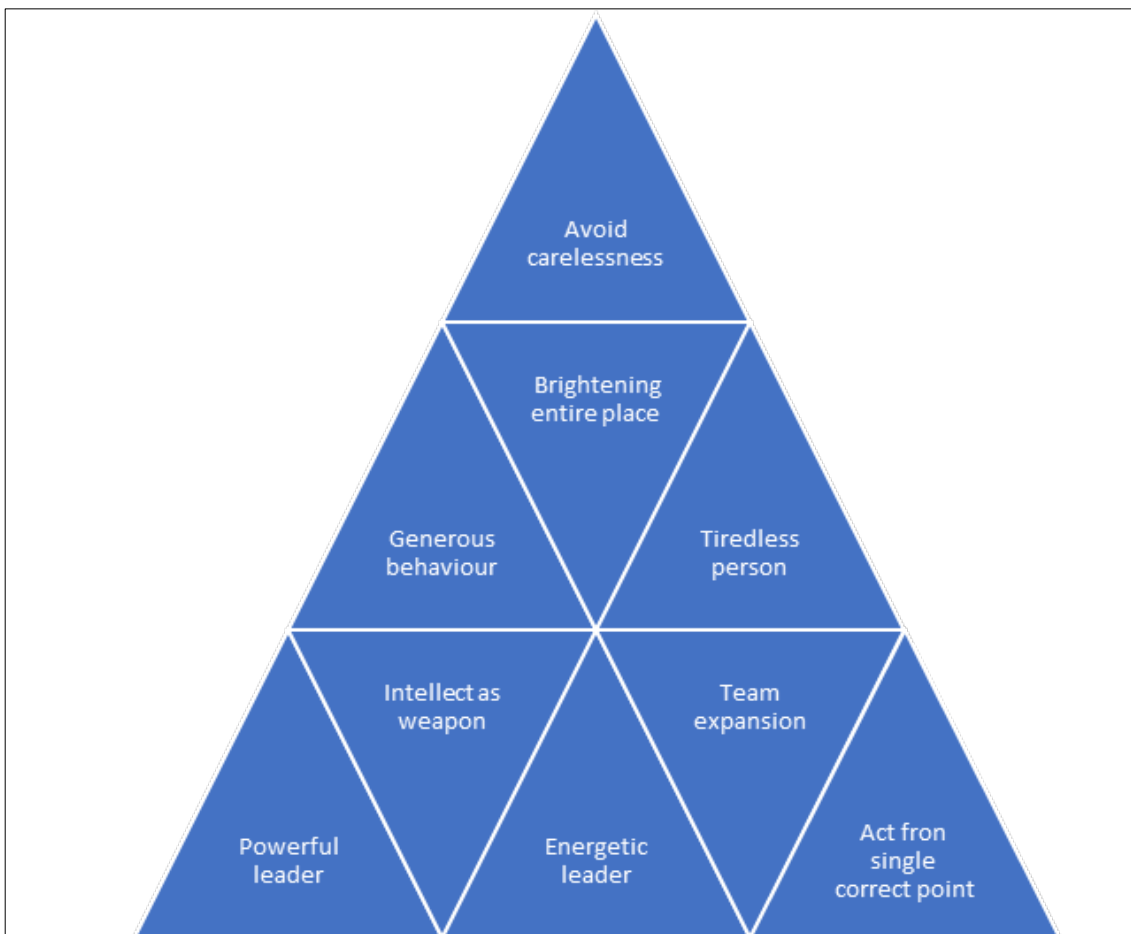 Avoid
carelessness
Brightening
entire place
Generous
behaviour
Tiredless
person
Intellect as
weapon
Team
expansion
Powerful
leader
Energetic
leader
Act fron
single
correct point